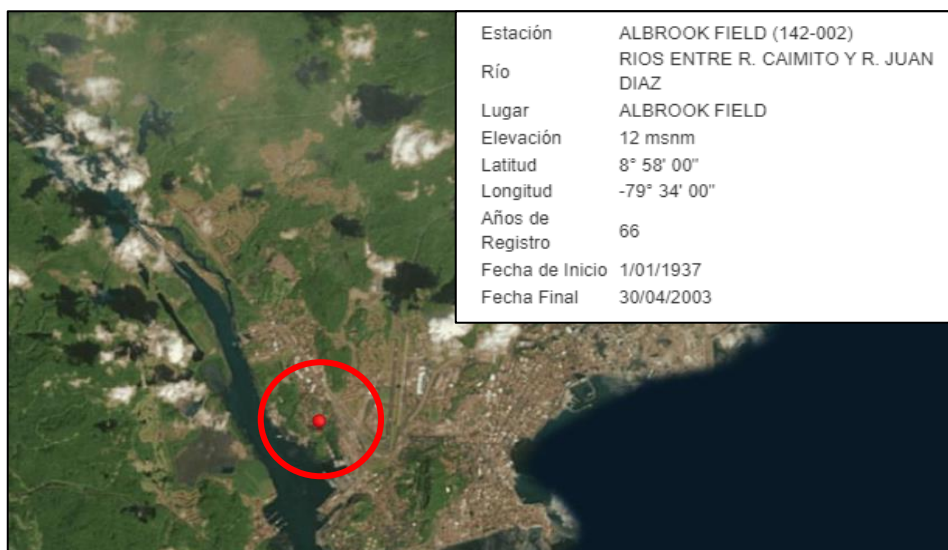 Estación ALBROOK FIELD (142-002)
Río RIOS ENTRE R. CAIMITO Y R. JUAN
DIAZ
Lugar ALBROOK FIELD
Elevación 12 msnm
Latitud 8° 58' 00"
Longitud -79° 34' 00"
Años de
Registro 66
Fecha de Inicio 1/01/1937
Fecha Final 30/04/2003